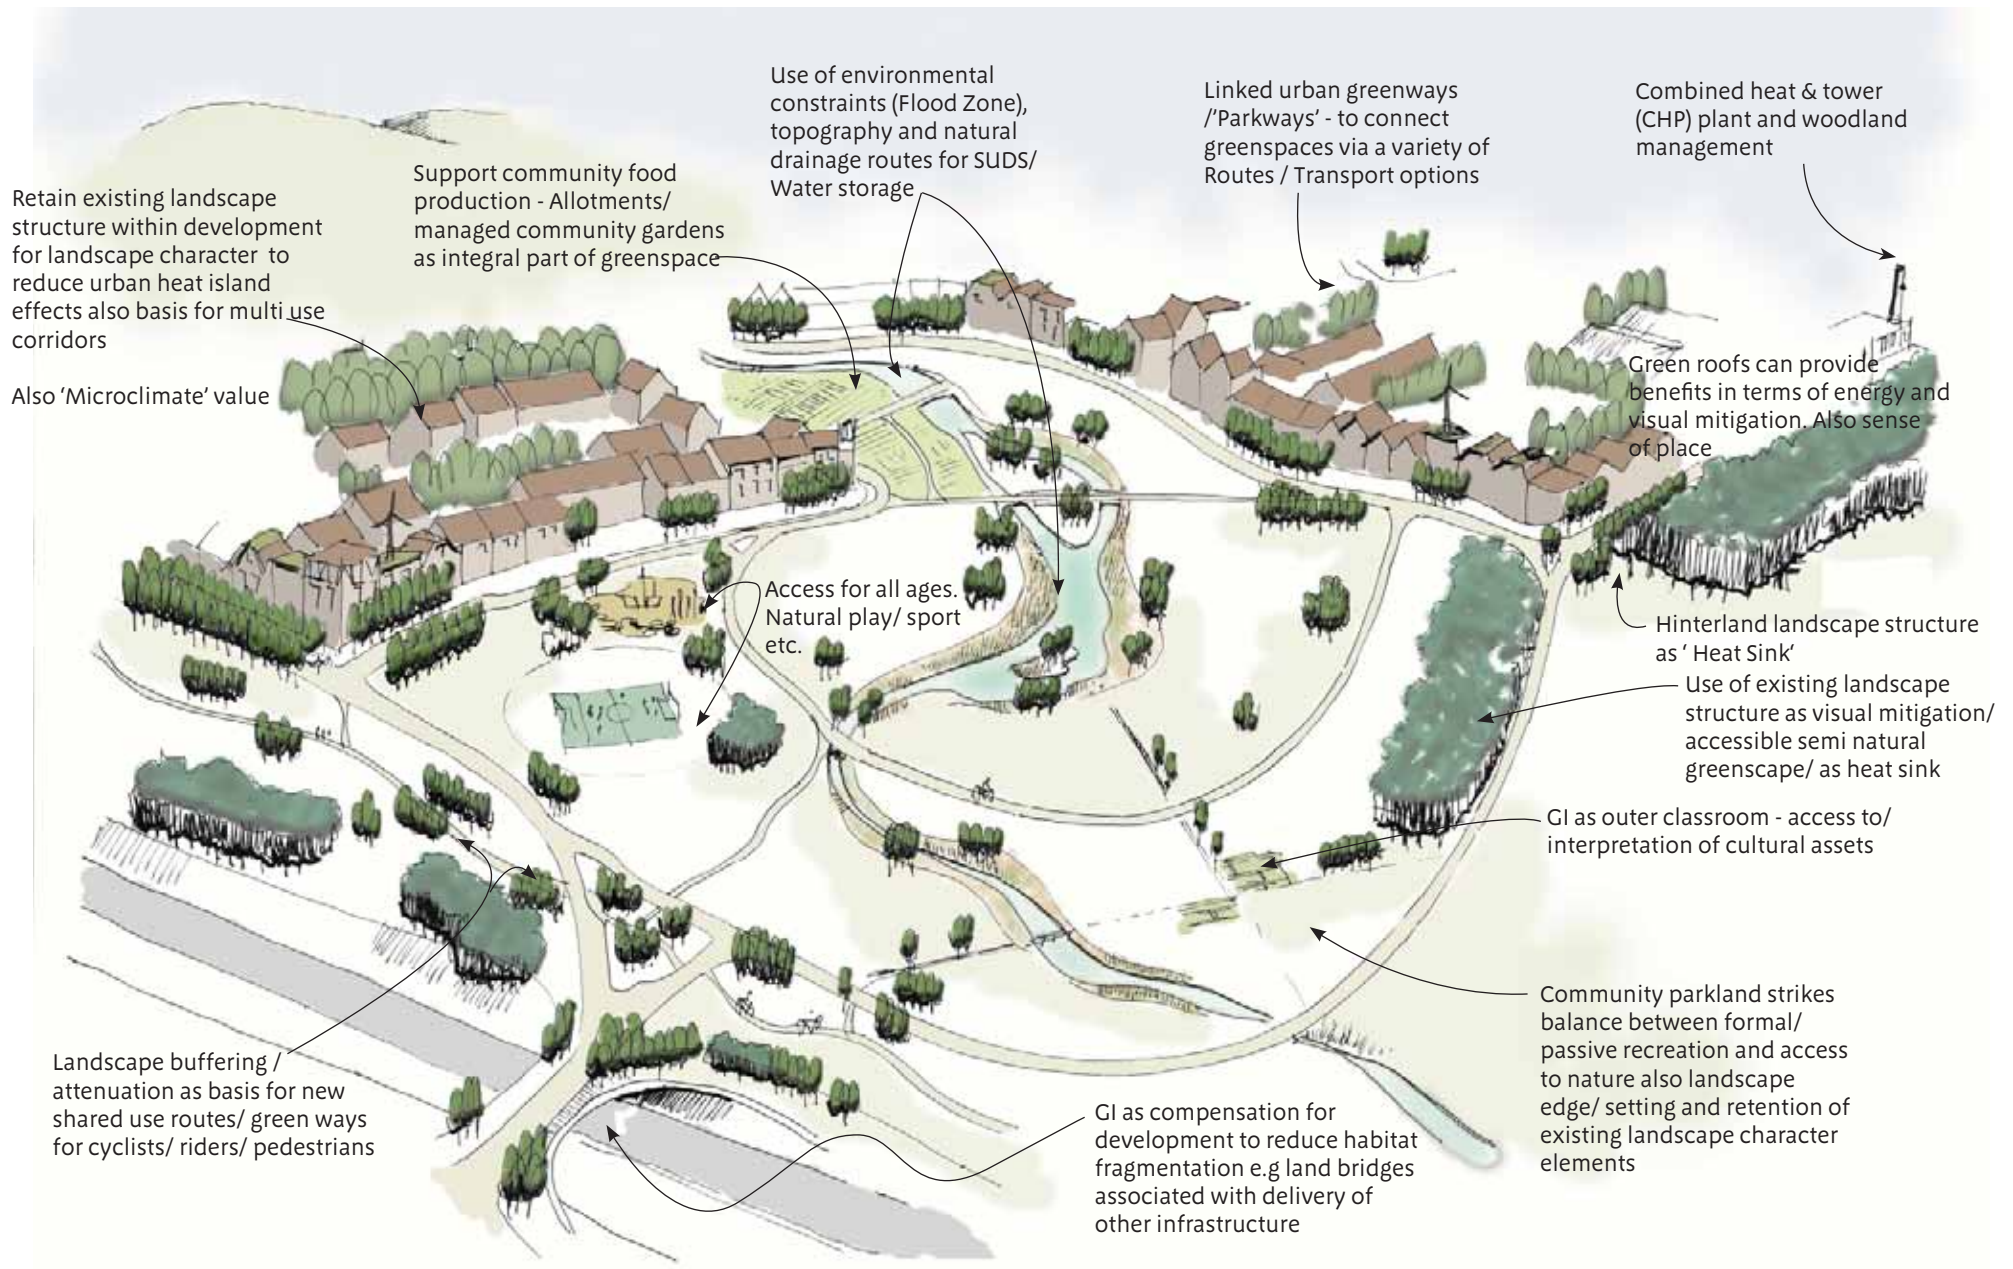 Use of environmental
constraints (Flood Zone),
topography and natural
drainage routes for SUDS/
Water storage
Linked urban greenways
/'Parkways' - to connect
greenspaces via a variety of
Routes / Transport options
Combined heat & tower
(CHP) plant and woodland
management
Support community food
production - Allotments/
managed community gardens
as integral part of greenspace
Retain existing landscape
structure within development
for landscape character to
reduce urban heat island
effects also basis for multi use
corridors
Also 'Microclimate' value
Green roofs can provide
benefits in terms of energy and
visual mitigation. Also sense
of place
Access for all ages.
Natural play/ sport
etc.
Hinterland landscape structure
as ' Heat Sink'
Use of existing landscape
structure as visual mitigation/
accessible semi natural
greenscape/ as heat sink
GI as outer classroom - access to/
interpretation of cultural assets
Community parkland strikes
balance between formal/
passive recreation and access
to nature also landscape
edge/ setting and retention of
existing landscape character
elements
Landscape buffering /
attenuation as basis for new
shared use routes/ green ways
for cyclists/ riders/ pedestrians
GI as compensation for
development to reduce habitat
fragmentation e.g land bridges
associated with delivery of
other infrastructure